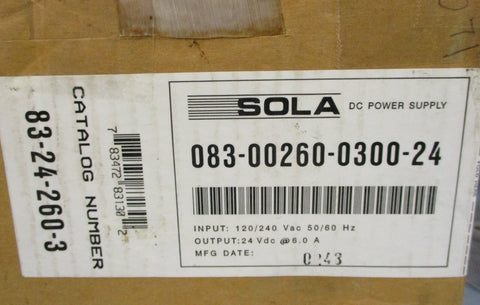 83-24-260-3
CATALOG NUMBER
7 83472 83130 2
SOLA DC POWER SUPPLY
083-00260-0300-24
INPUT: 120/240 Vac 50/60 Hz
OUTPUT: 24 Vdc @ 6.0 A
MFG DATE: 0243